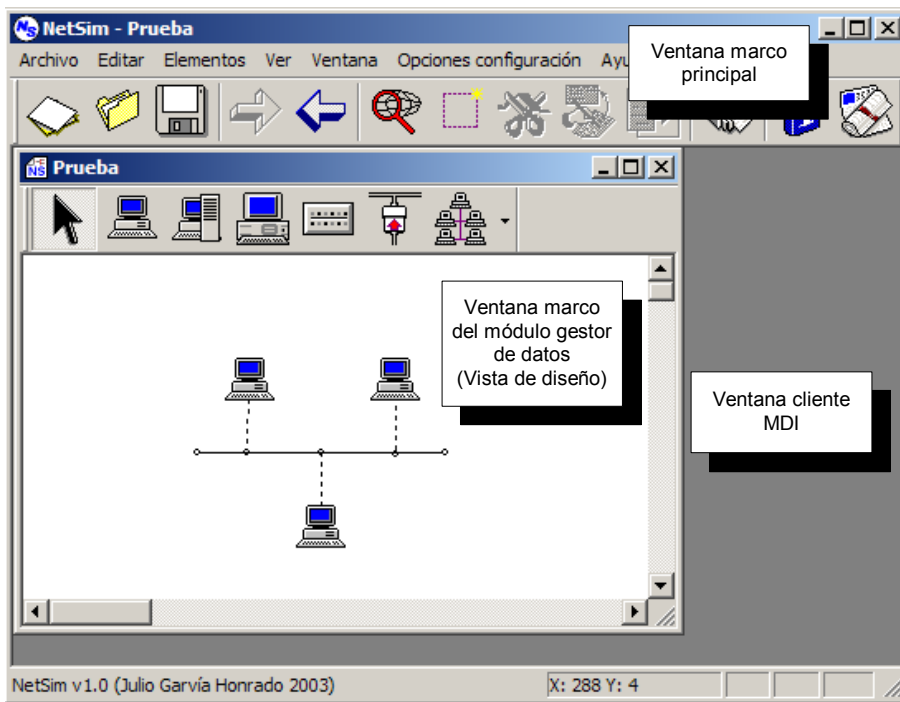 NetSim - Prueba
Archivo Editar Elementos Ver Ventana Opciones configuración
Ventana marco
principal
Prueba
Ventana marco
del módulo gestor
de datos
(Vista de diseño)
Ventana cliente
MDI
NetSim v1.0 (Julio Garvía Honrado 2003)
X: 288 Y: 4